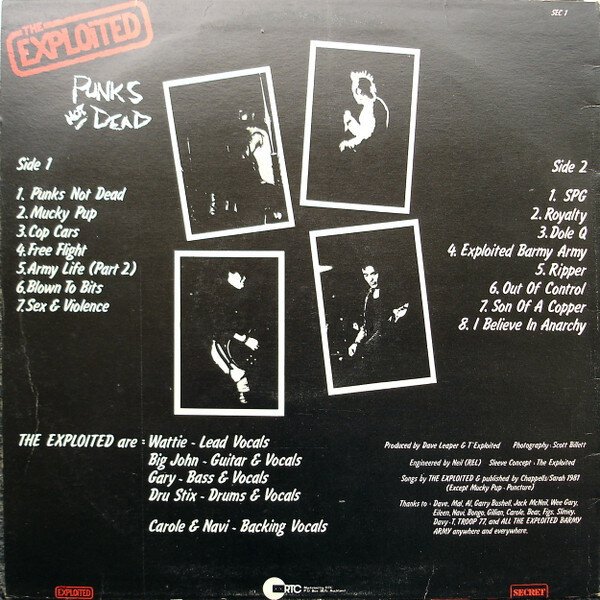 SEC 1
THE
EXPLOITED
PUNKS
NOT DEAD
Side 1
1. Punks Not Dead
2. Mucky Pup
3. Cop Cars
4. Free Flight
5. Army Life (Part 2)
6. Blown To Bits
7. Sex & Violence
Side 2
1. SPG
2. Royalty
3. Dole Q
4. Exploited Barmy Army
5. Ripper
6. Out Of Control
7. Son Of A Copper
8. I Believe In Anarchy
THE EXPLOITED are : Wattie - Lead Vocals
Big John - Guitar & Vocals
Gary - Bass & Vocals
Dru Stix - Drums & Vocals
Carole & Navi - Backing Vocals
Produced by Dave Leaper & T'Exploited Photography : Scott Billett
Engineered by Neil (REL) Sleeve Concept : The Exploited
Songs by THE EXPLOITED & published by Chappells/Sarah 1981
(Except Mucky Pup - Puncture)
Thanks to : Dave, Mal, Al, Garry Bushell, Jock McNeil, Wee Gary,
Eileen, Navi, Bongo, Gillian, Carole, Bear, Figs, Slimey,
Davy-T, TROOP 77, and ALL THE EXPLOITED BARMY
ARMY anywhere and everywhere.
EXPLOITED
RTC
Marketed by RTC
SECRET